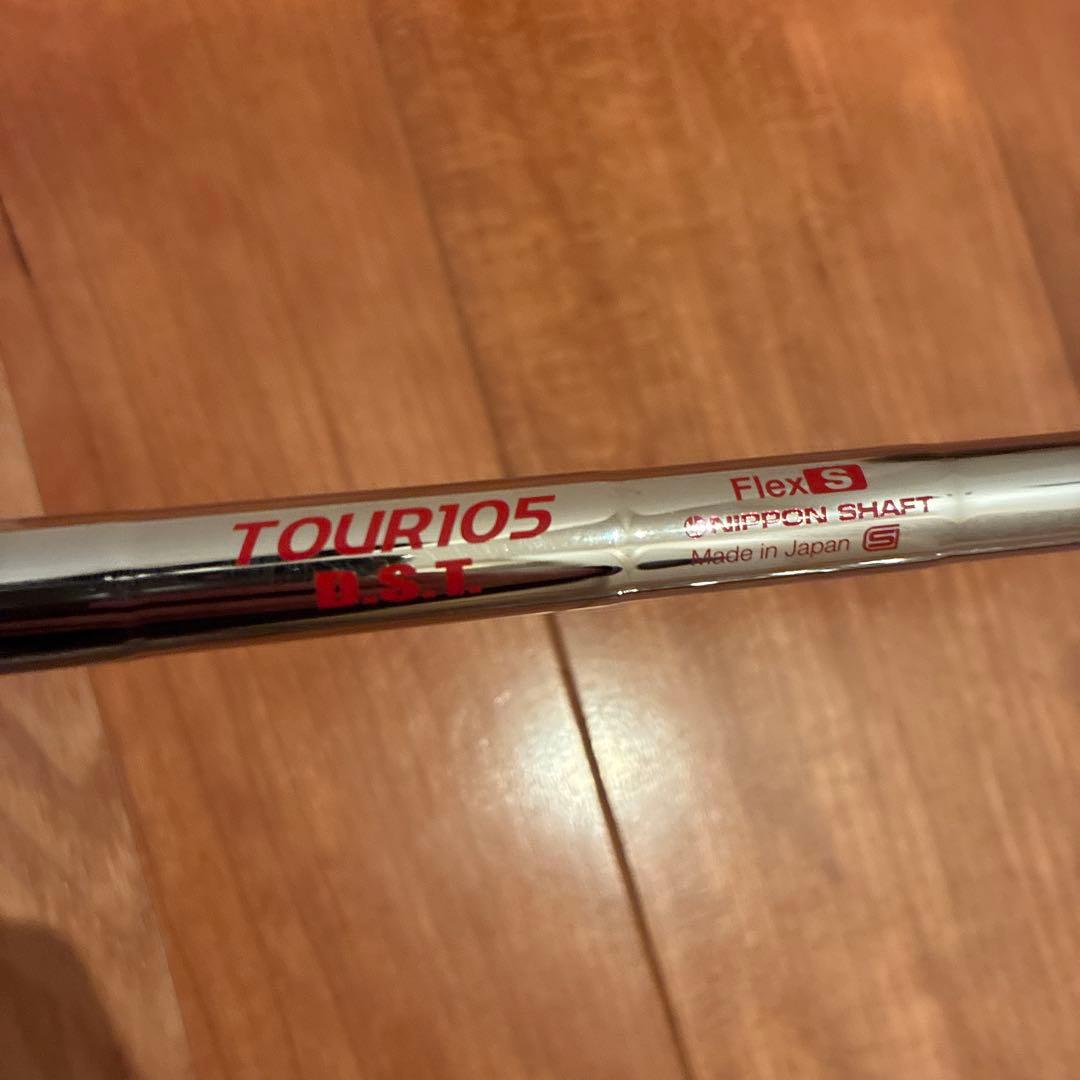 TOUR105
D.S.T.
Flex S
NIPPON SHAFT
Made in Japan S